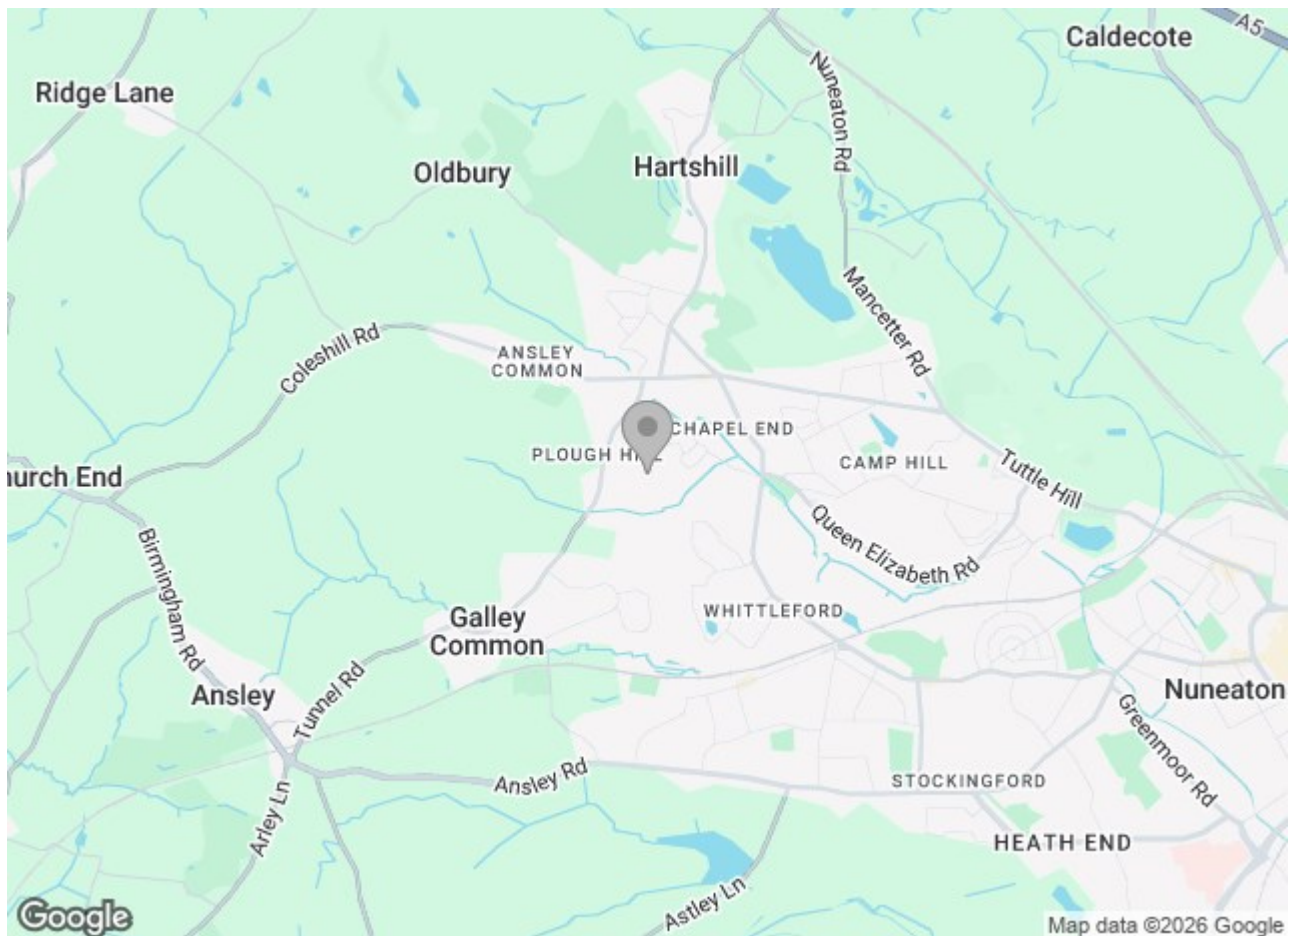 Caldecote
A5
Ridge Lane
Nuneaton Rd
Oldbury
Hartshill
Mancetter Rd
Coleshill Rd
ANSLEY
COMMON
CHAPEL END
PLOUGH HILL
CAMP HILL
Tuttle Hill
hurch End
Queen Elizabeth Rd
Birmingham Rd
WHITTLEFORD
Galley
Common
Ansley
Tunnel Rd
Nuneaton
Greenmoor Rd
Ansley Rd
STOCKINGFORD
Arley Ln
HEATH END
Astley Ln
Google
Map data ©2026 Google